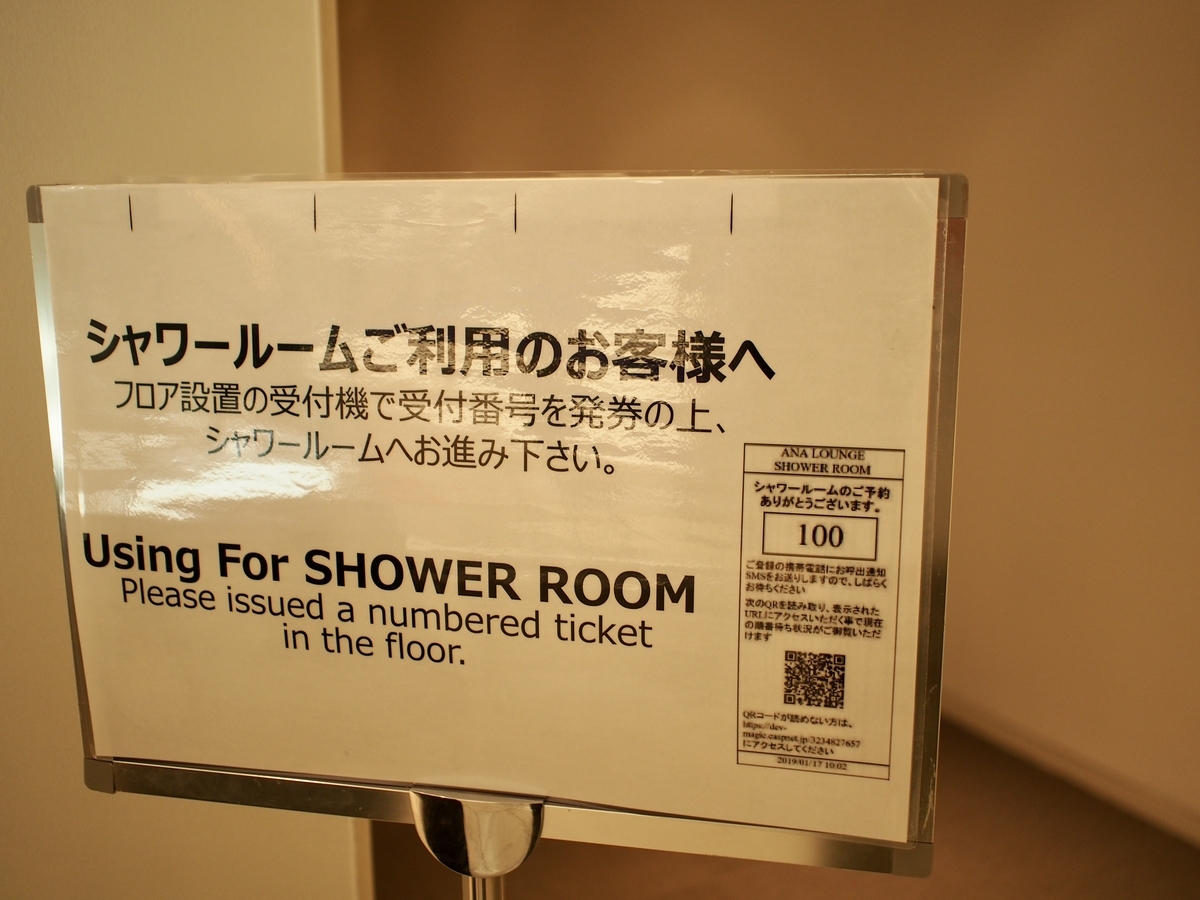 シャワールームご利用のお客様へ
フロア設置の受付機で受付番号を発券の上、
シャワールームへお進み下さい。
Using For SHOWER ROOM
Please issued a numbered ticket
in the floor.
ANA LOUNGE
SHOWER ROOM
シャワールームのご予約
ありがとうございます。
100
ご登録の携帯電話にお呼出通知
SMSをお送りしますので、しばらく
お待ちください
次のQRを読み取り、表示された
URLにアクセスいただく事で現在
の順番待ち状況がご御覧いただ
けます
QRコードが読めない方は、
https://dev-
magic.caspnet.jp/3234827657
にアクセスしてください
2019/01/17 10:02